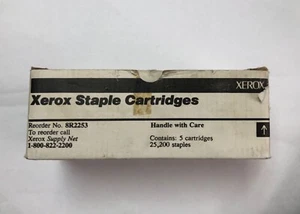 XEROX
Xerox Staple Cartridges
Reorder No. 8R2253
To reorder call
Xerox Supply Net
1-800-822-2200
Handle with Care
Contains: 5 cartridges
25,200 staples